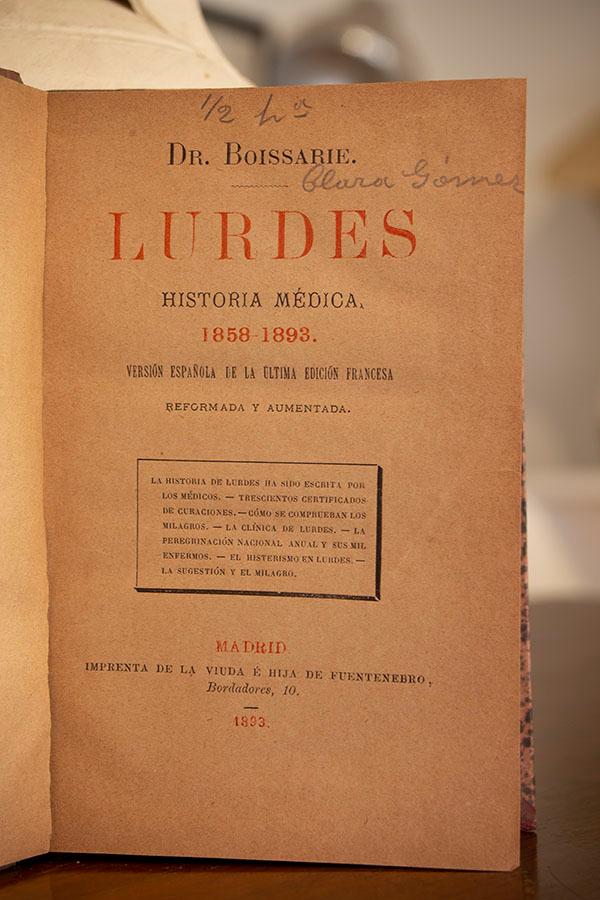 1/2 hª
DR. BOISSARIE.
Clara Gómez
LURDES
HISTORIA MÉDICA.
1858-1893.
VERSIÓN ESPAÑOLA DE LA ULTIMA EDICIÓN FRANCESA
REFORMADA Y AUMENTADA.
LA HISTORIA DE LURDES HA SIDO ESCRITA POR
LOS MÉDICOS. — TRESCIENTOS CERTIFICADOS
DE CURACIONES. — CÓMO SE COMPRUEBAN LOS
MILAGROS. — LA CLÍNICA DE LURDES. — LA
PEREGRINACIÓN NACIONAL ANUAL Y SUS MIL
ENFERMOS. — EL HISTERISMO EN LURDES. —
LA SUGESTIÓN Y EL MILAGRO.
MADRID.
IMPRENTA DE LA VIUDA É HIJA DE FUENTENEBRO,
Bordadores, 10.
1893.